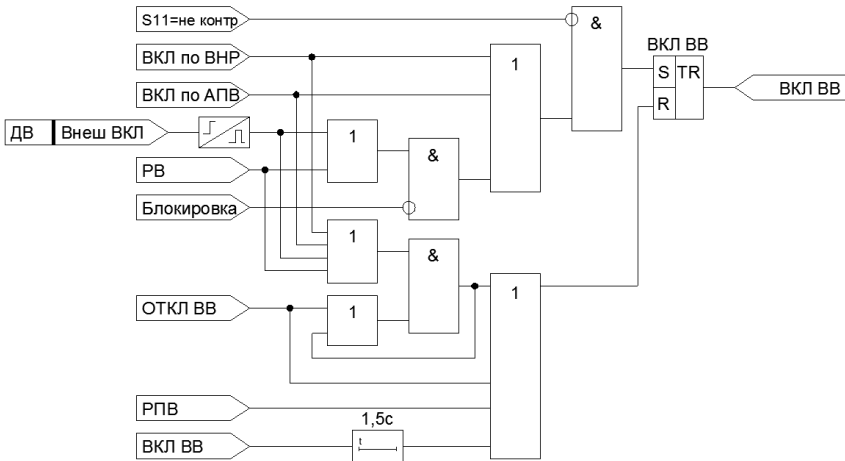 S11=не контр
&
ВКЛ ВВ
ВКЛ по ВНР
1
S TR
ВКЛ ВВ
ВКЛ по АПВ
R
ДВ Внеш ВКЛ
1
&
РВ
Блокировка
1
&
ОТКЛ ВВ
1
1
РПВ
1,5с
ВКЛ ВВ
t